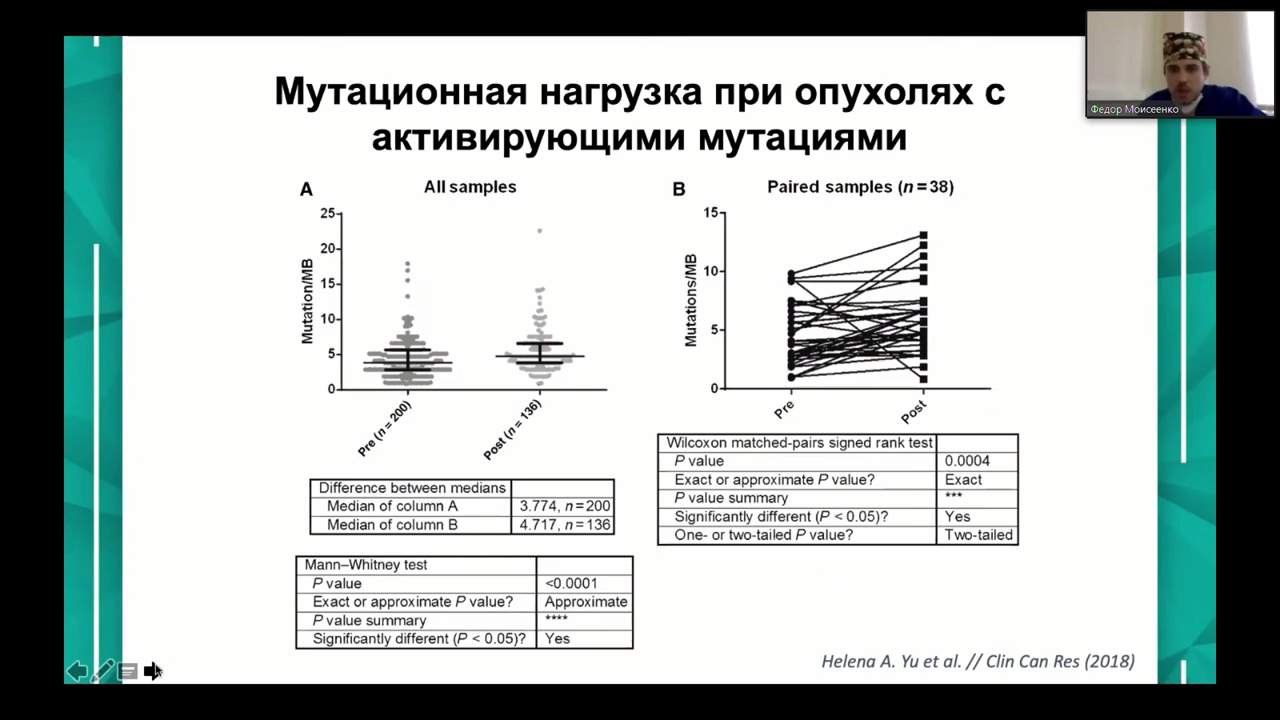 Мутационная нагрузка при опухолях с
активирующими мутациями
Федор Моисеенко
A
All samples
Mutation/MB
25
20
15
10
5
0
Pre (n = 200)
Post (n = 136)
B
Paired samples (n = 38)
Mutations/MB
15
10
5
0
Pre
Post
Difference between medians
Median of column A 3.774, n = 200
Median of column B 4.717, n = 136
Mann–Whitney test
P value <0.0001
Exact or approximate P value? Approximate
P value summary ****
Significantly different (P < 0.05)? Yes
Wilcoxon matched-pairs signed rank test
P value 0.0004
Exact or approximate P value? Exact
P value summary ***
Significantly different (P < 0.05)? Yes
One- or two-tailed P value? Two-tailed
Helena A. Yu et al. // Clin Can Res (2018)